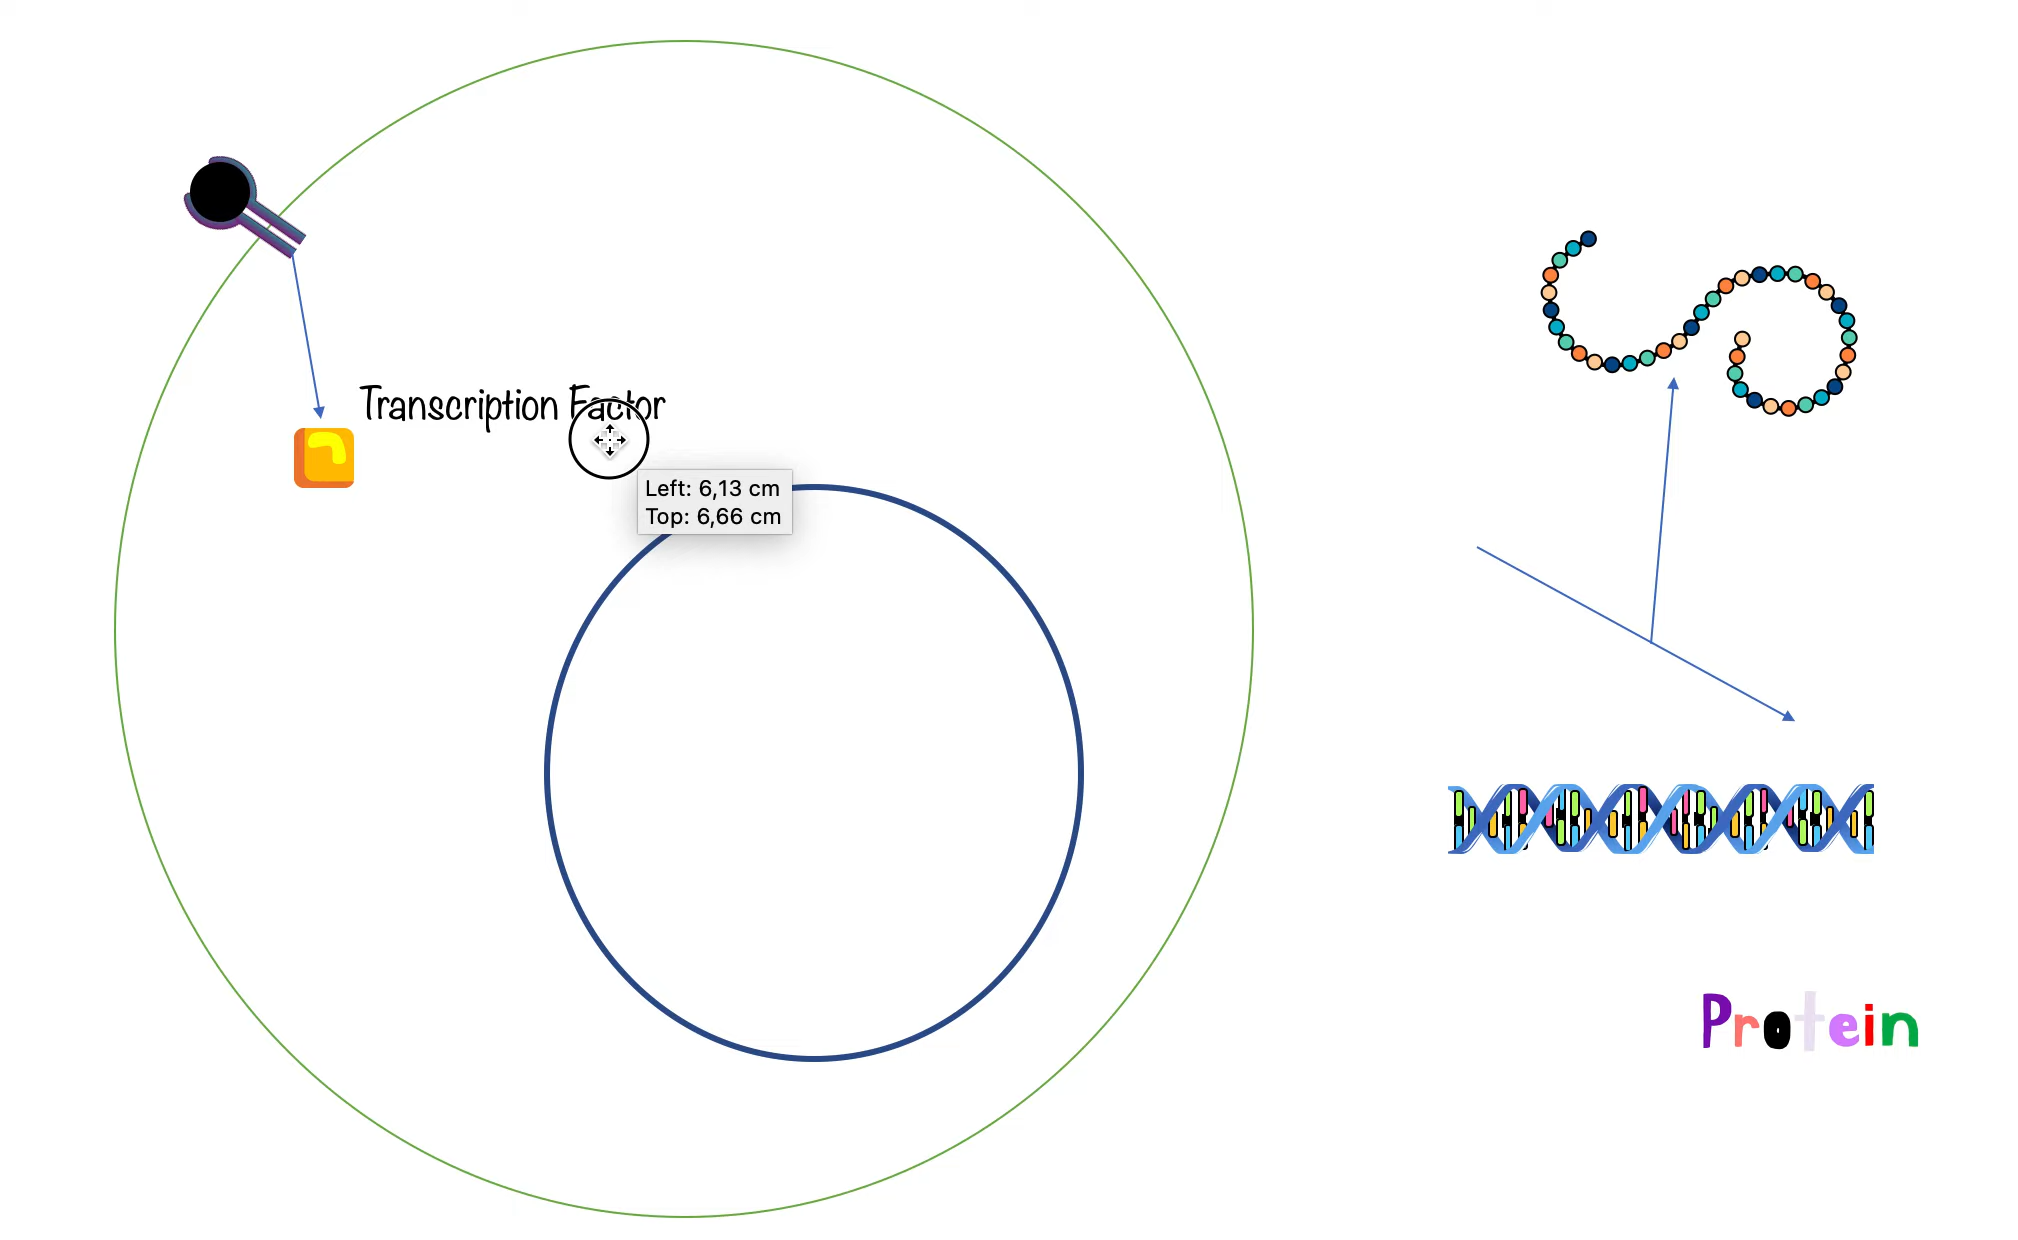 Transcription Factor
Left: 6,13 cm
Top: 6,66 cm
Protein